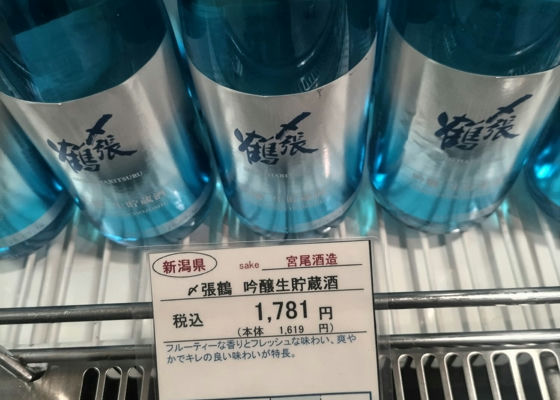 〆張鶴
〆張鶴
〆張鶴
新潟県
sake 宮尾酒造
〆張鶴 吟醸生貯蔵酒
税込 1,781 円
(本体 1,619 円)
フルーティーな香りとフレッシュな味わい、爽や
かでキレの良い味わいが特長。